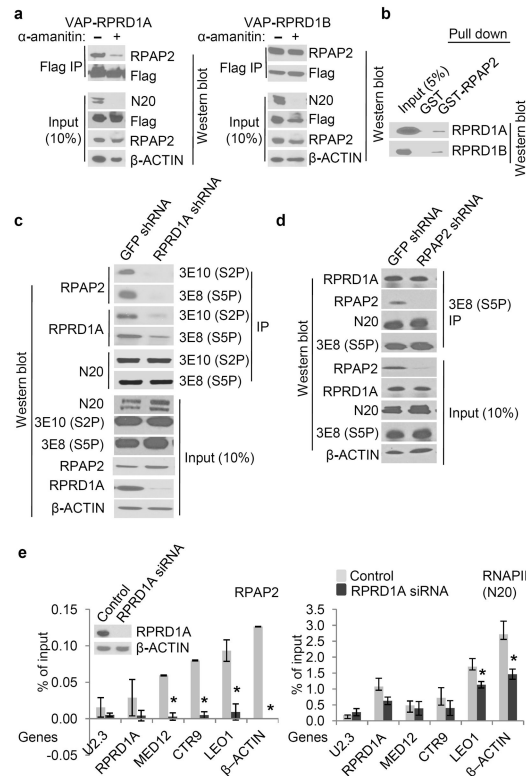 a
VAP-RPRD1A
α-amanitin: – +
Flag IP
RPAP2
Flag
Input (10%)
N20
Flag
RPAP2
β-ACTIN
Western blot
VAP-RPRD1B
α-amanitin: – +
Flag IP
RPAP2
Flag
Input (10%)
N20
Flag
RPAP2
β-ACTIN
Western blot
b
Pull down
Input (5%)
GST
GST-RPAP2
RPRD1A
RPRD1B
Western blot
c
GFP shRNA
RPRD1A shRNA
Western blot
RPAP2
3E10 (S2P)
3E8 (S5P)
RPRD1A
3E10 (S2P)
3E8 (S5P)
N20
3E10 (S2P)
3E8 (S5P)
IP
N20
3E10 (S2P)
3E8 (S5P)
RPAP2
RPRD1A
β-ACTIN
Input (10%)
d
GFP shRNA
RPAP2 shRNA
Western blot
RPRD1A
RPAP2
N20
3E8 (S5P)
3E8 (S5P)
IP
RPAP2
RPRD1A
N20
3E8 (S5P)
β-ACTIN
Input (10%)
e
Control
RPRD1A siRNA
RPRD1A
β-ACTIN
RPAP2
% of input
0.15
0.10
0.05
0.00
-0.05
* * * *
Genes
U2.3
RPRD1A
MED12
CTR9
LEO1
β-ACTIN
Control
RPRD1A siRNA
RNAPII
(N20)
% of input
3.5
3.0
2.5
2.0
1.5
1.0
0.5
0.0
* *
U2.3
RPRD1A
MED12
CTR9
LEO1
β-ACTIN